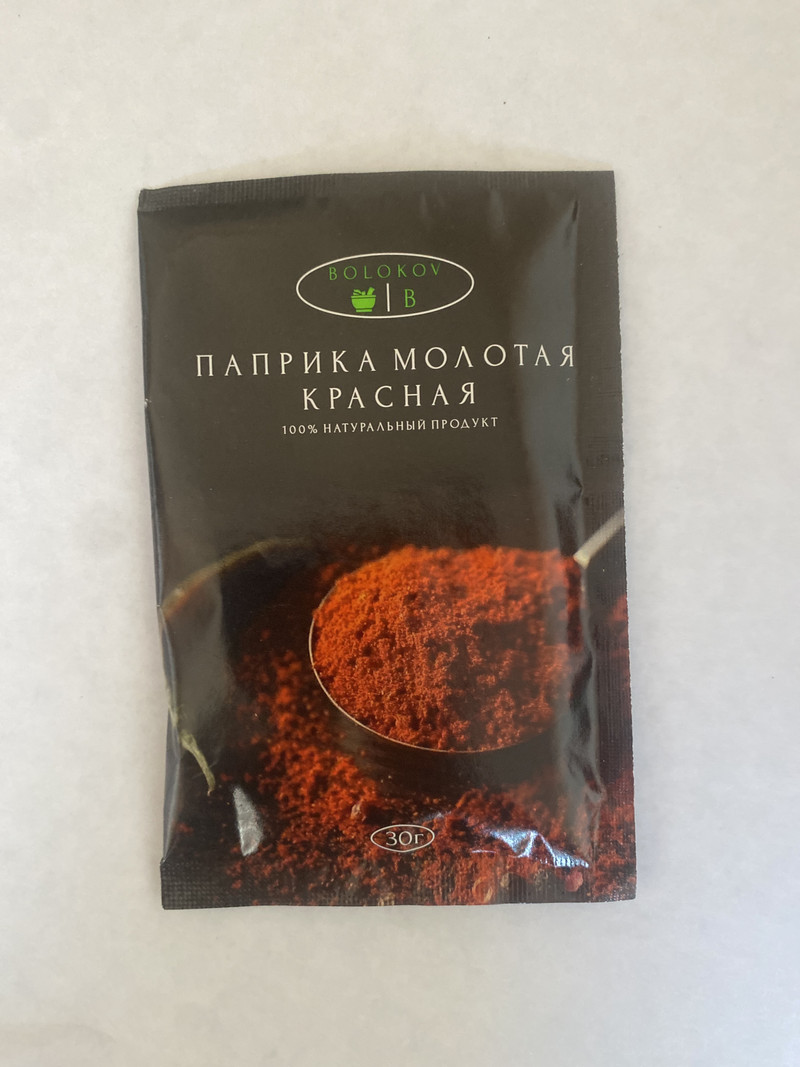 BOLOKOV
B
ПАПРИКА МОЛОТАЯ
КРАСНАЯ
100% НАТУРАЛЬНЫЙ ПРОДУКТ
30г